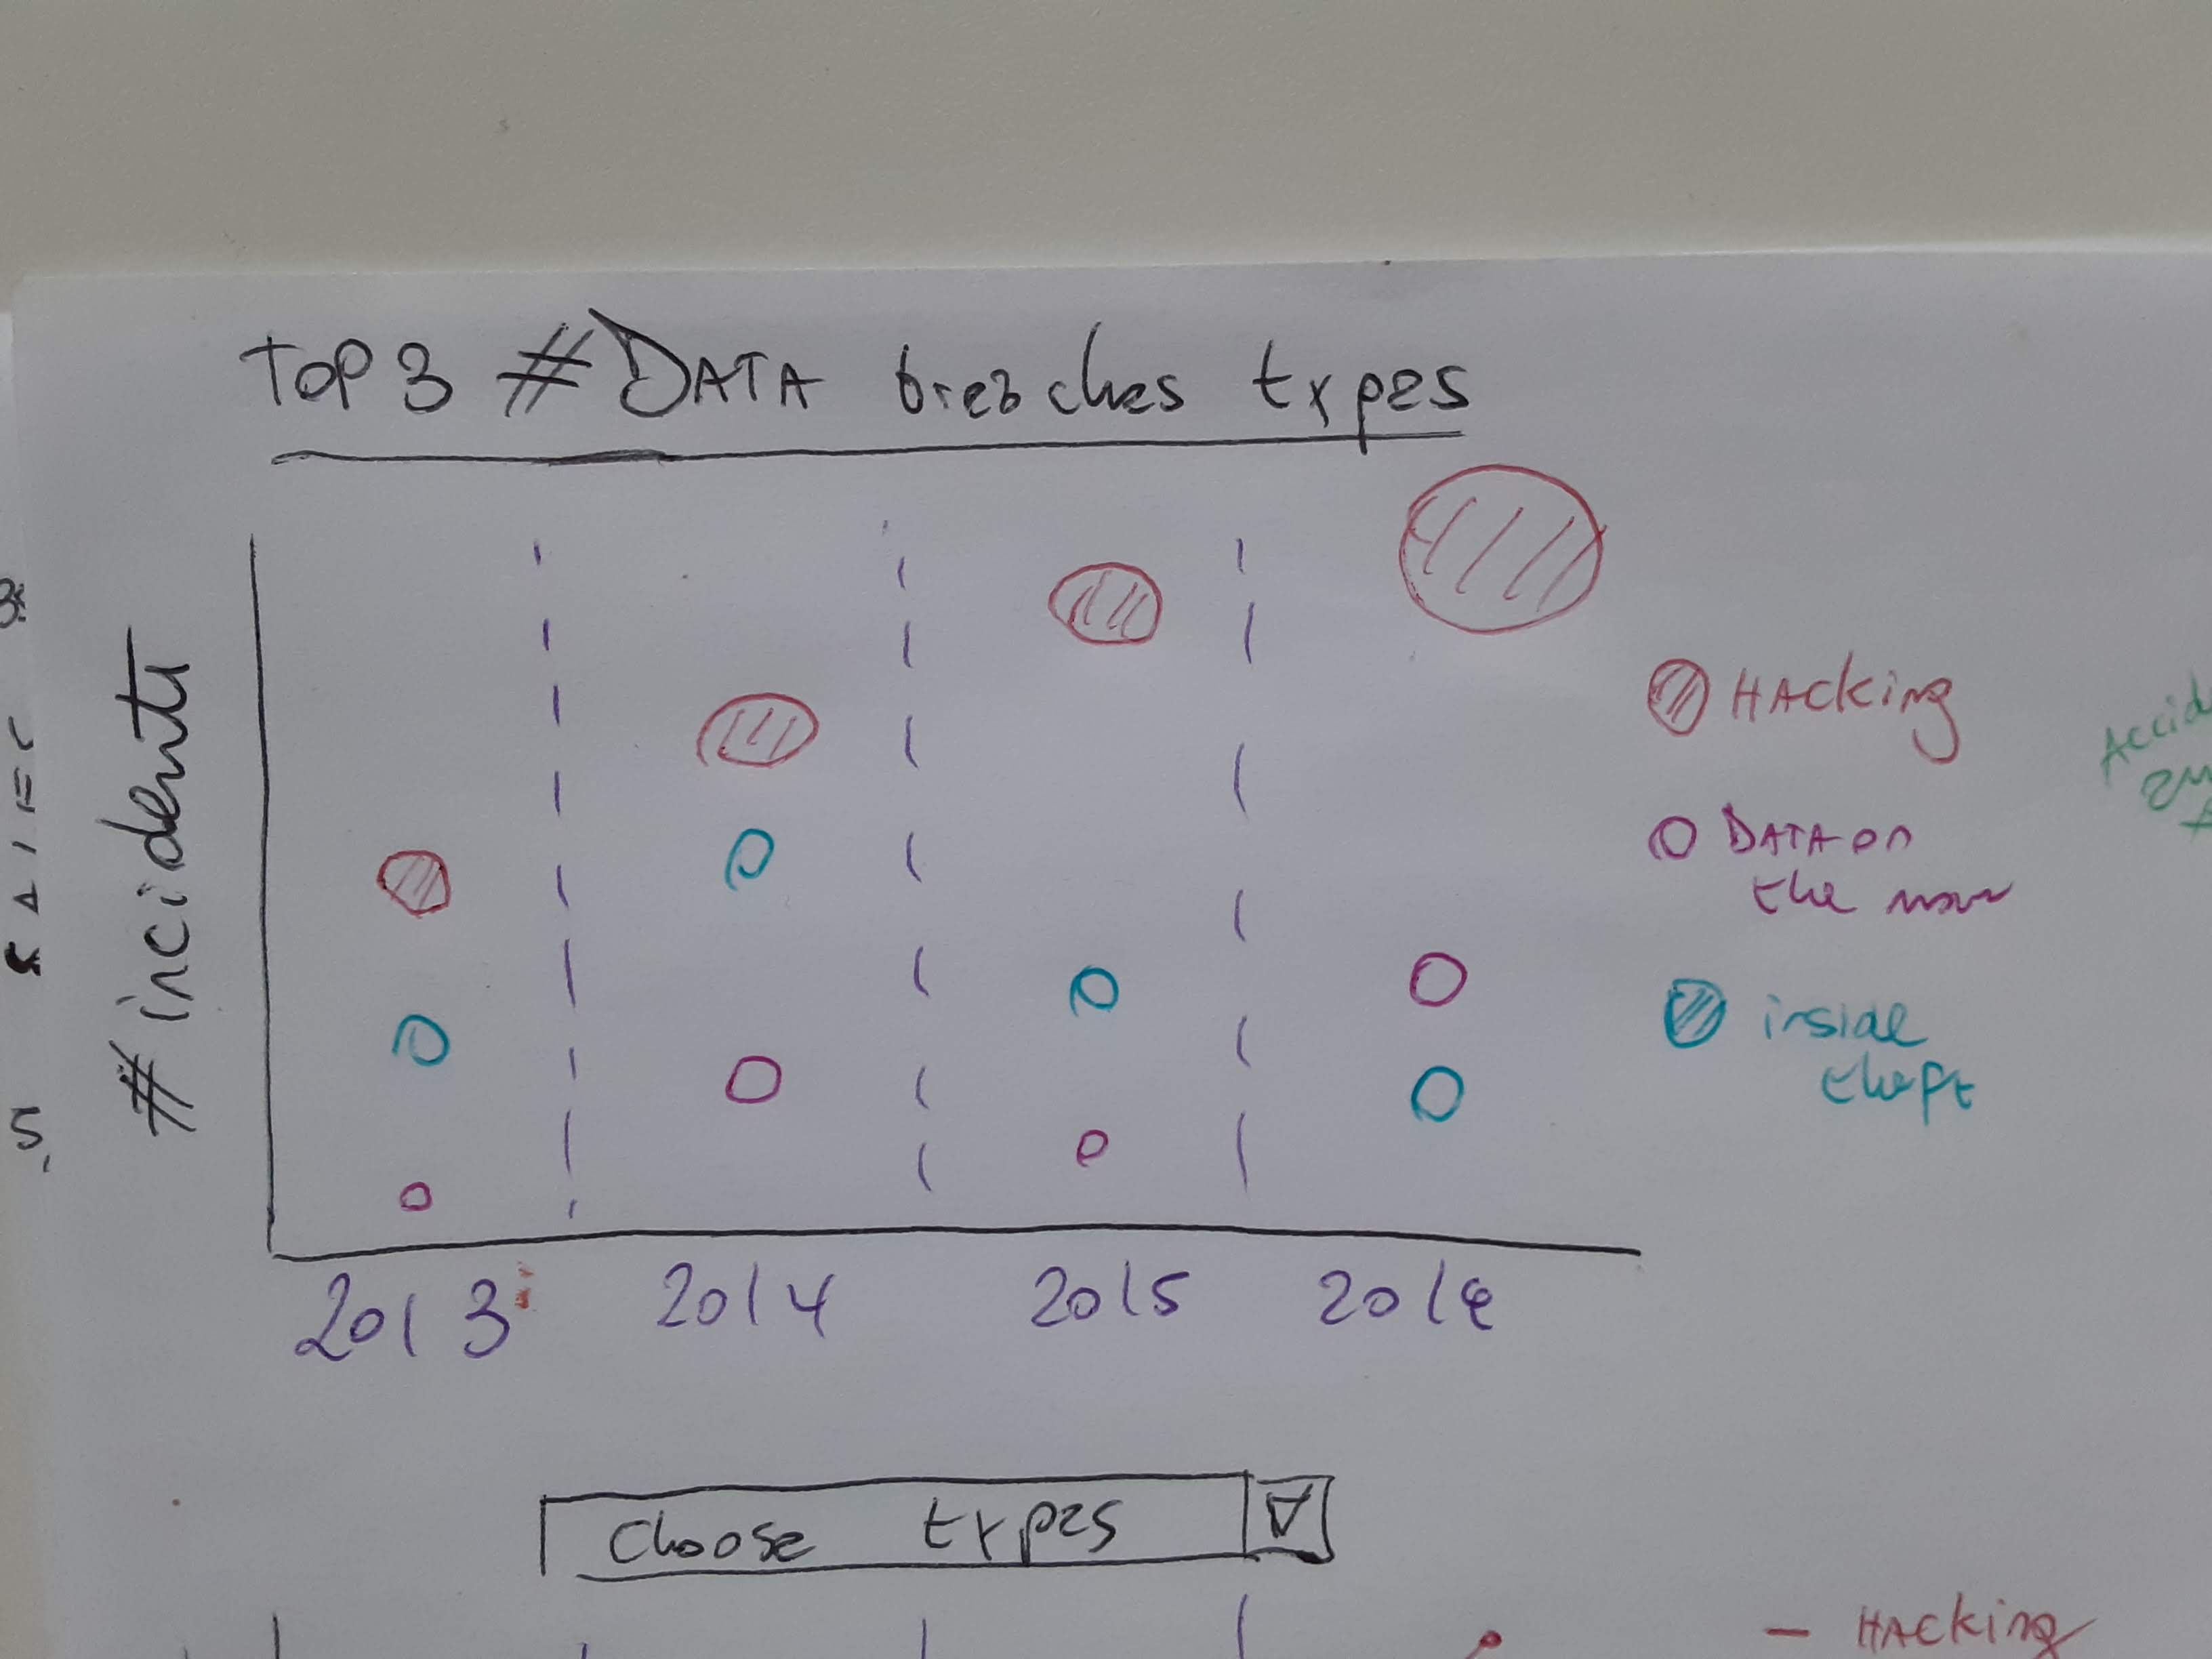 TOP 3 # DATA breaches types
# incidents
HACking
DATA on
the move
inside
theft
Accid
2013
2014
2015
2016
choose types
HACking